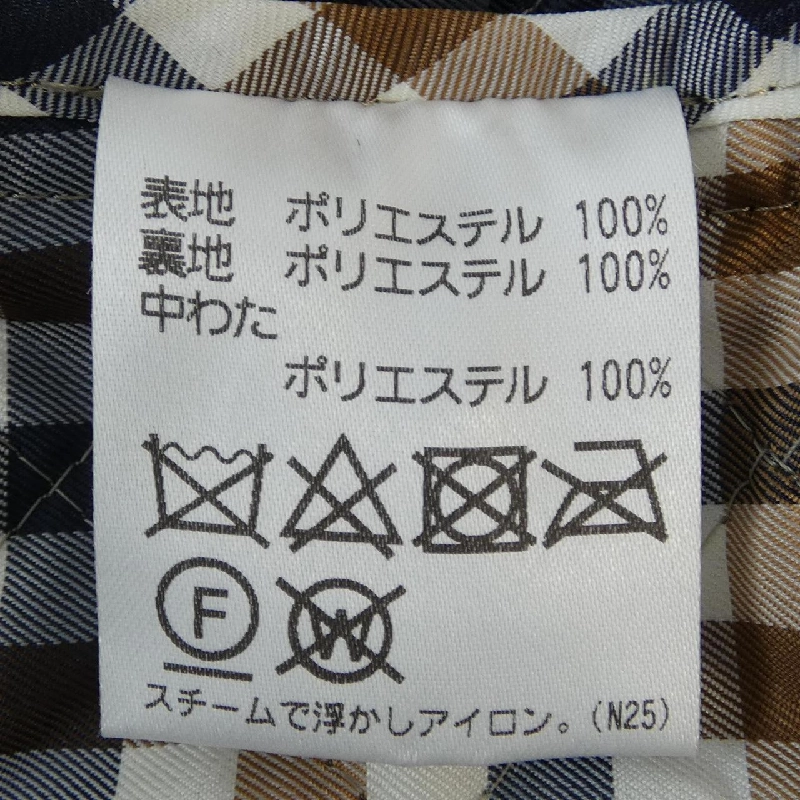 表地 ポリエステル 100%
裏地 ポリエステル 100%
中わた
ポリエステル 100%
F W
スチームで浮かしアイロン。(N25)